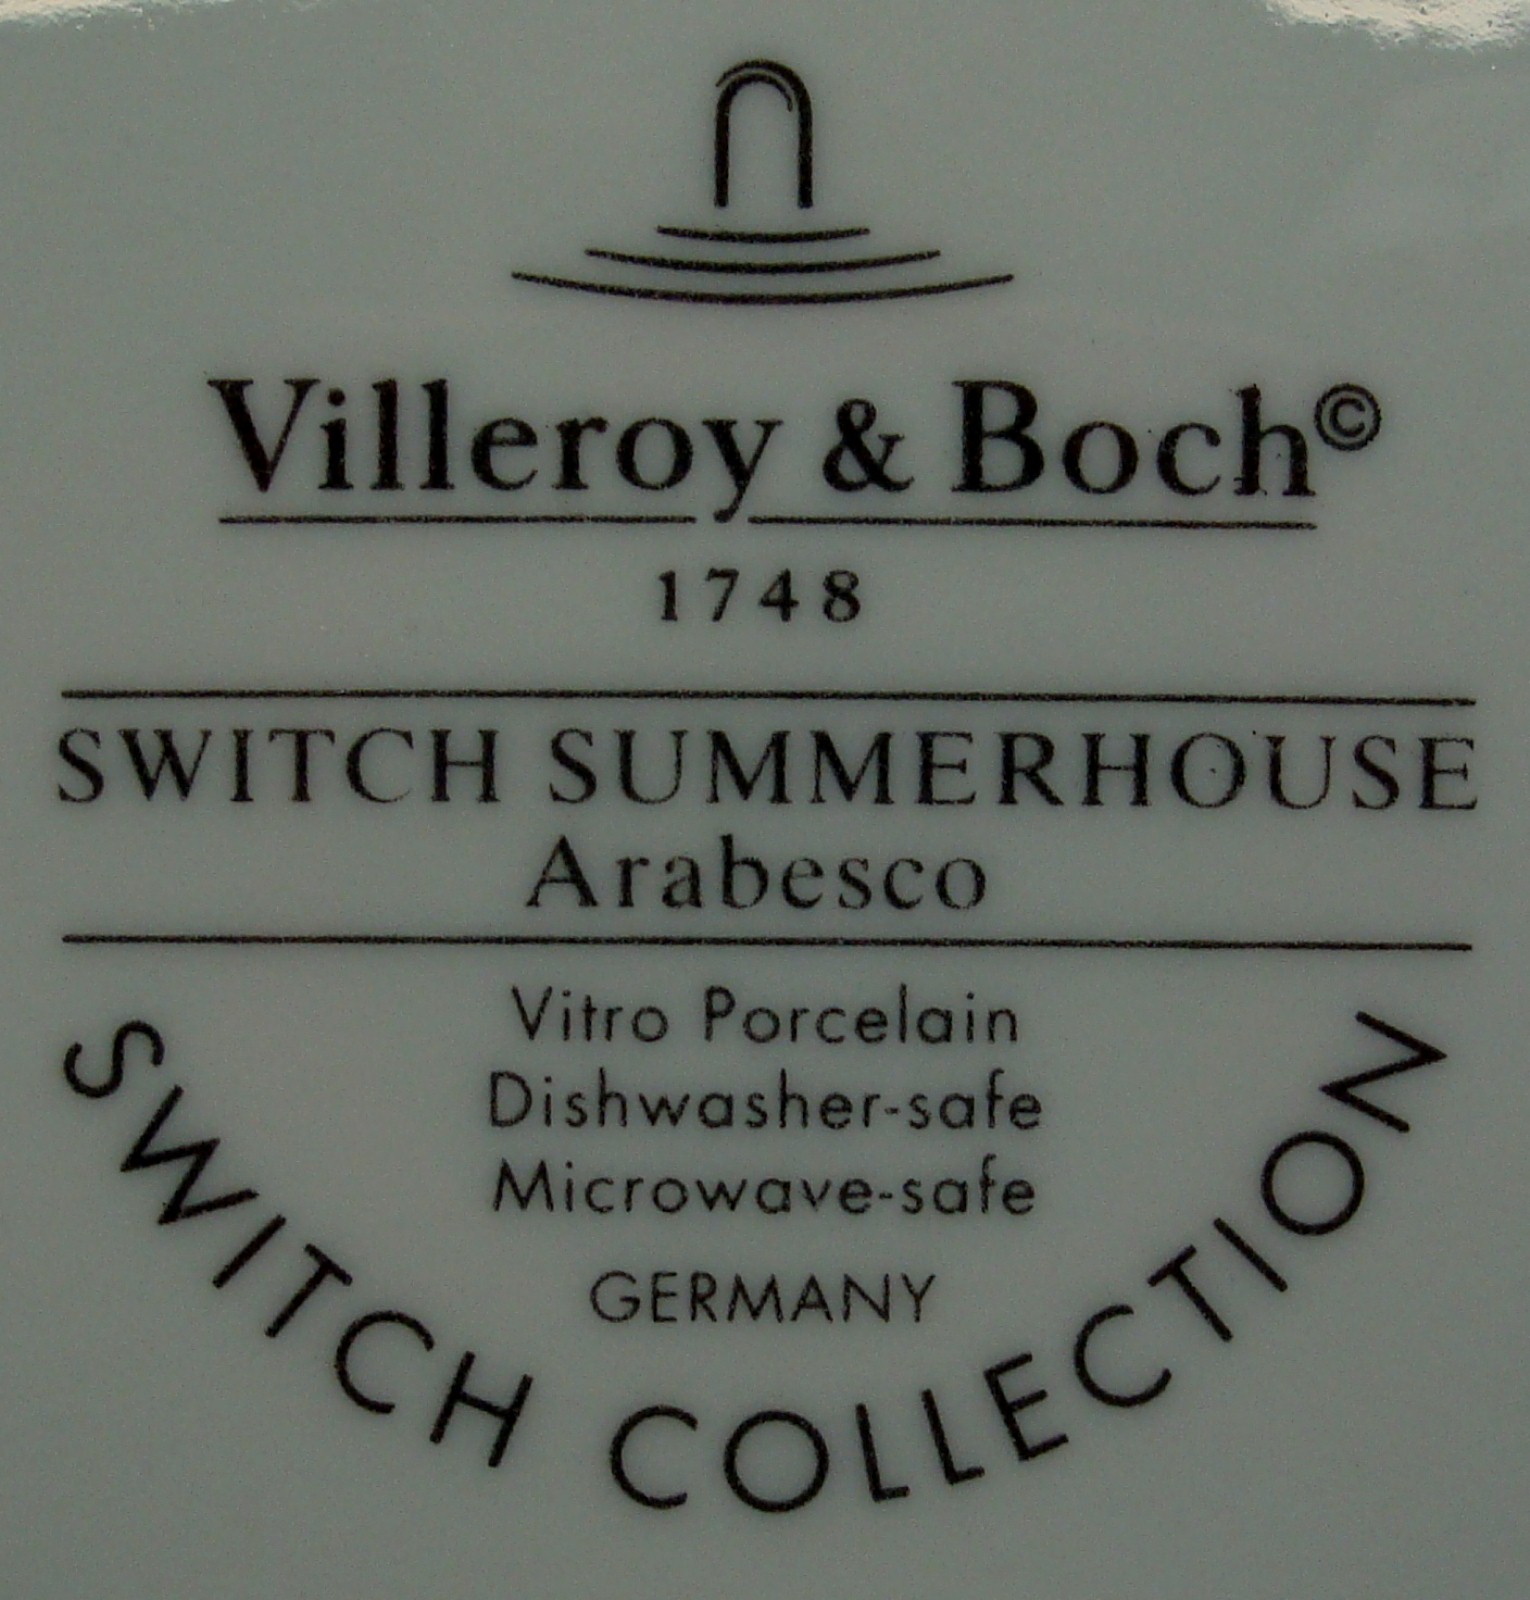 Villeroy & Boch©
1748
SWITCH SUMMERHOUSE
Arabesco
Vitro Porcelain
Dishwasher-safe
Microwave-safe
GERMANY
SWITCH COLLECTION